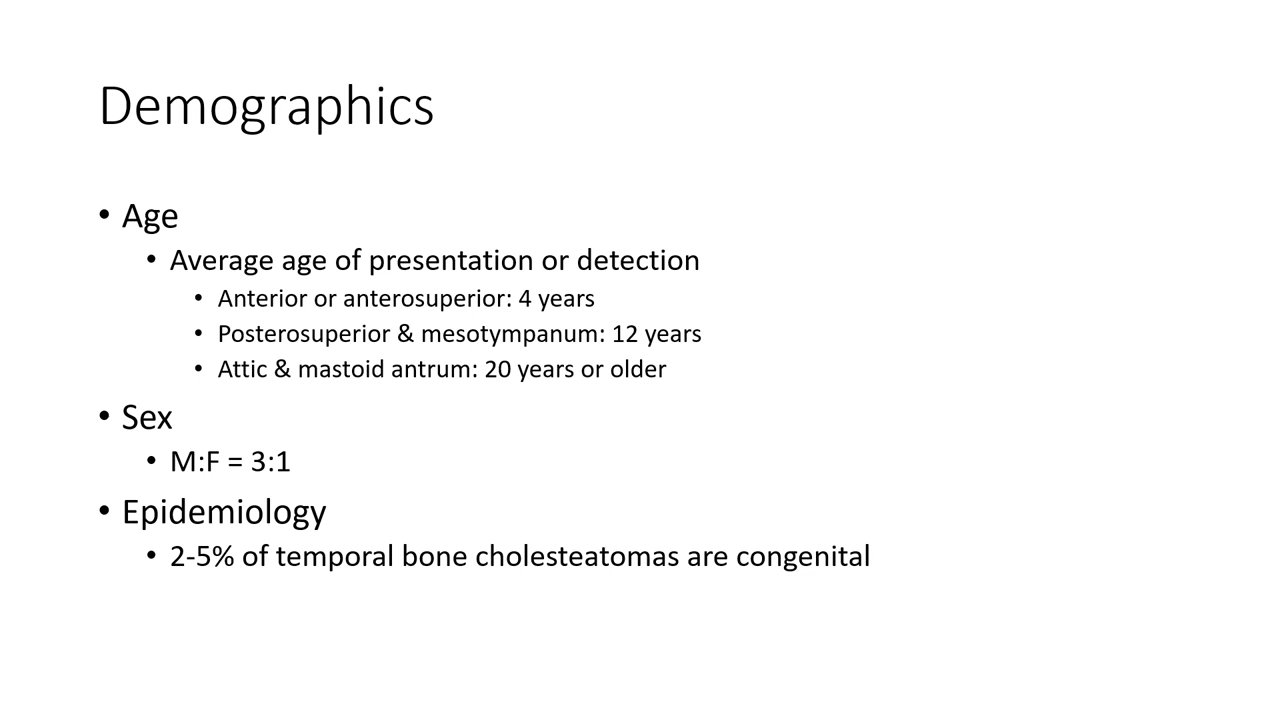 Demographics
• Age
• Average age of presentation or detection
• Anterior or anterosuperior: 4 years
• Posterosuperior & mesotympanum: 12 years
• Attic & mastoid antrum: 20 years or older
• Sex
• M:F = 3:1
• Epidemiology
• 2-5% of temporal bone cholesteatomas are congenital